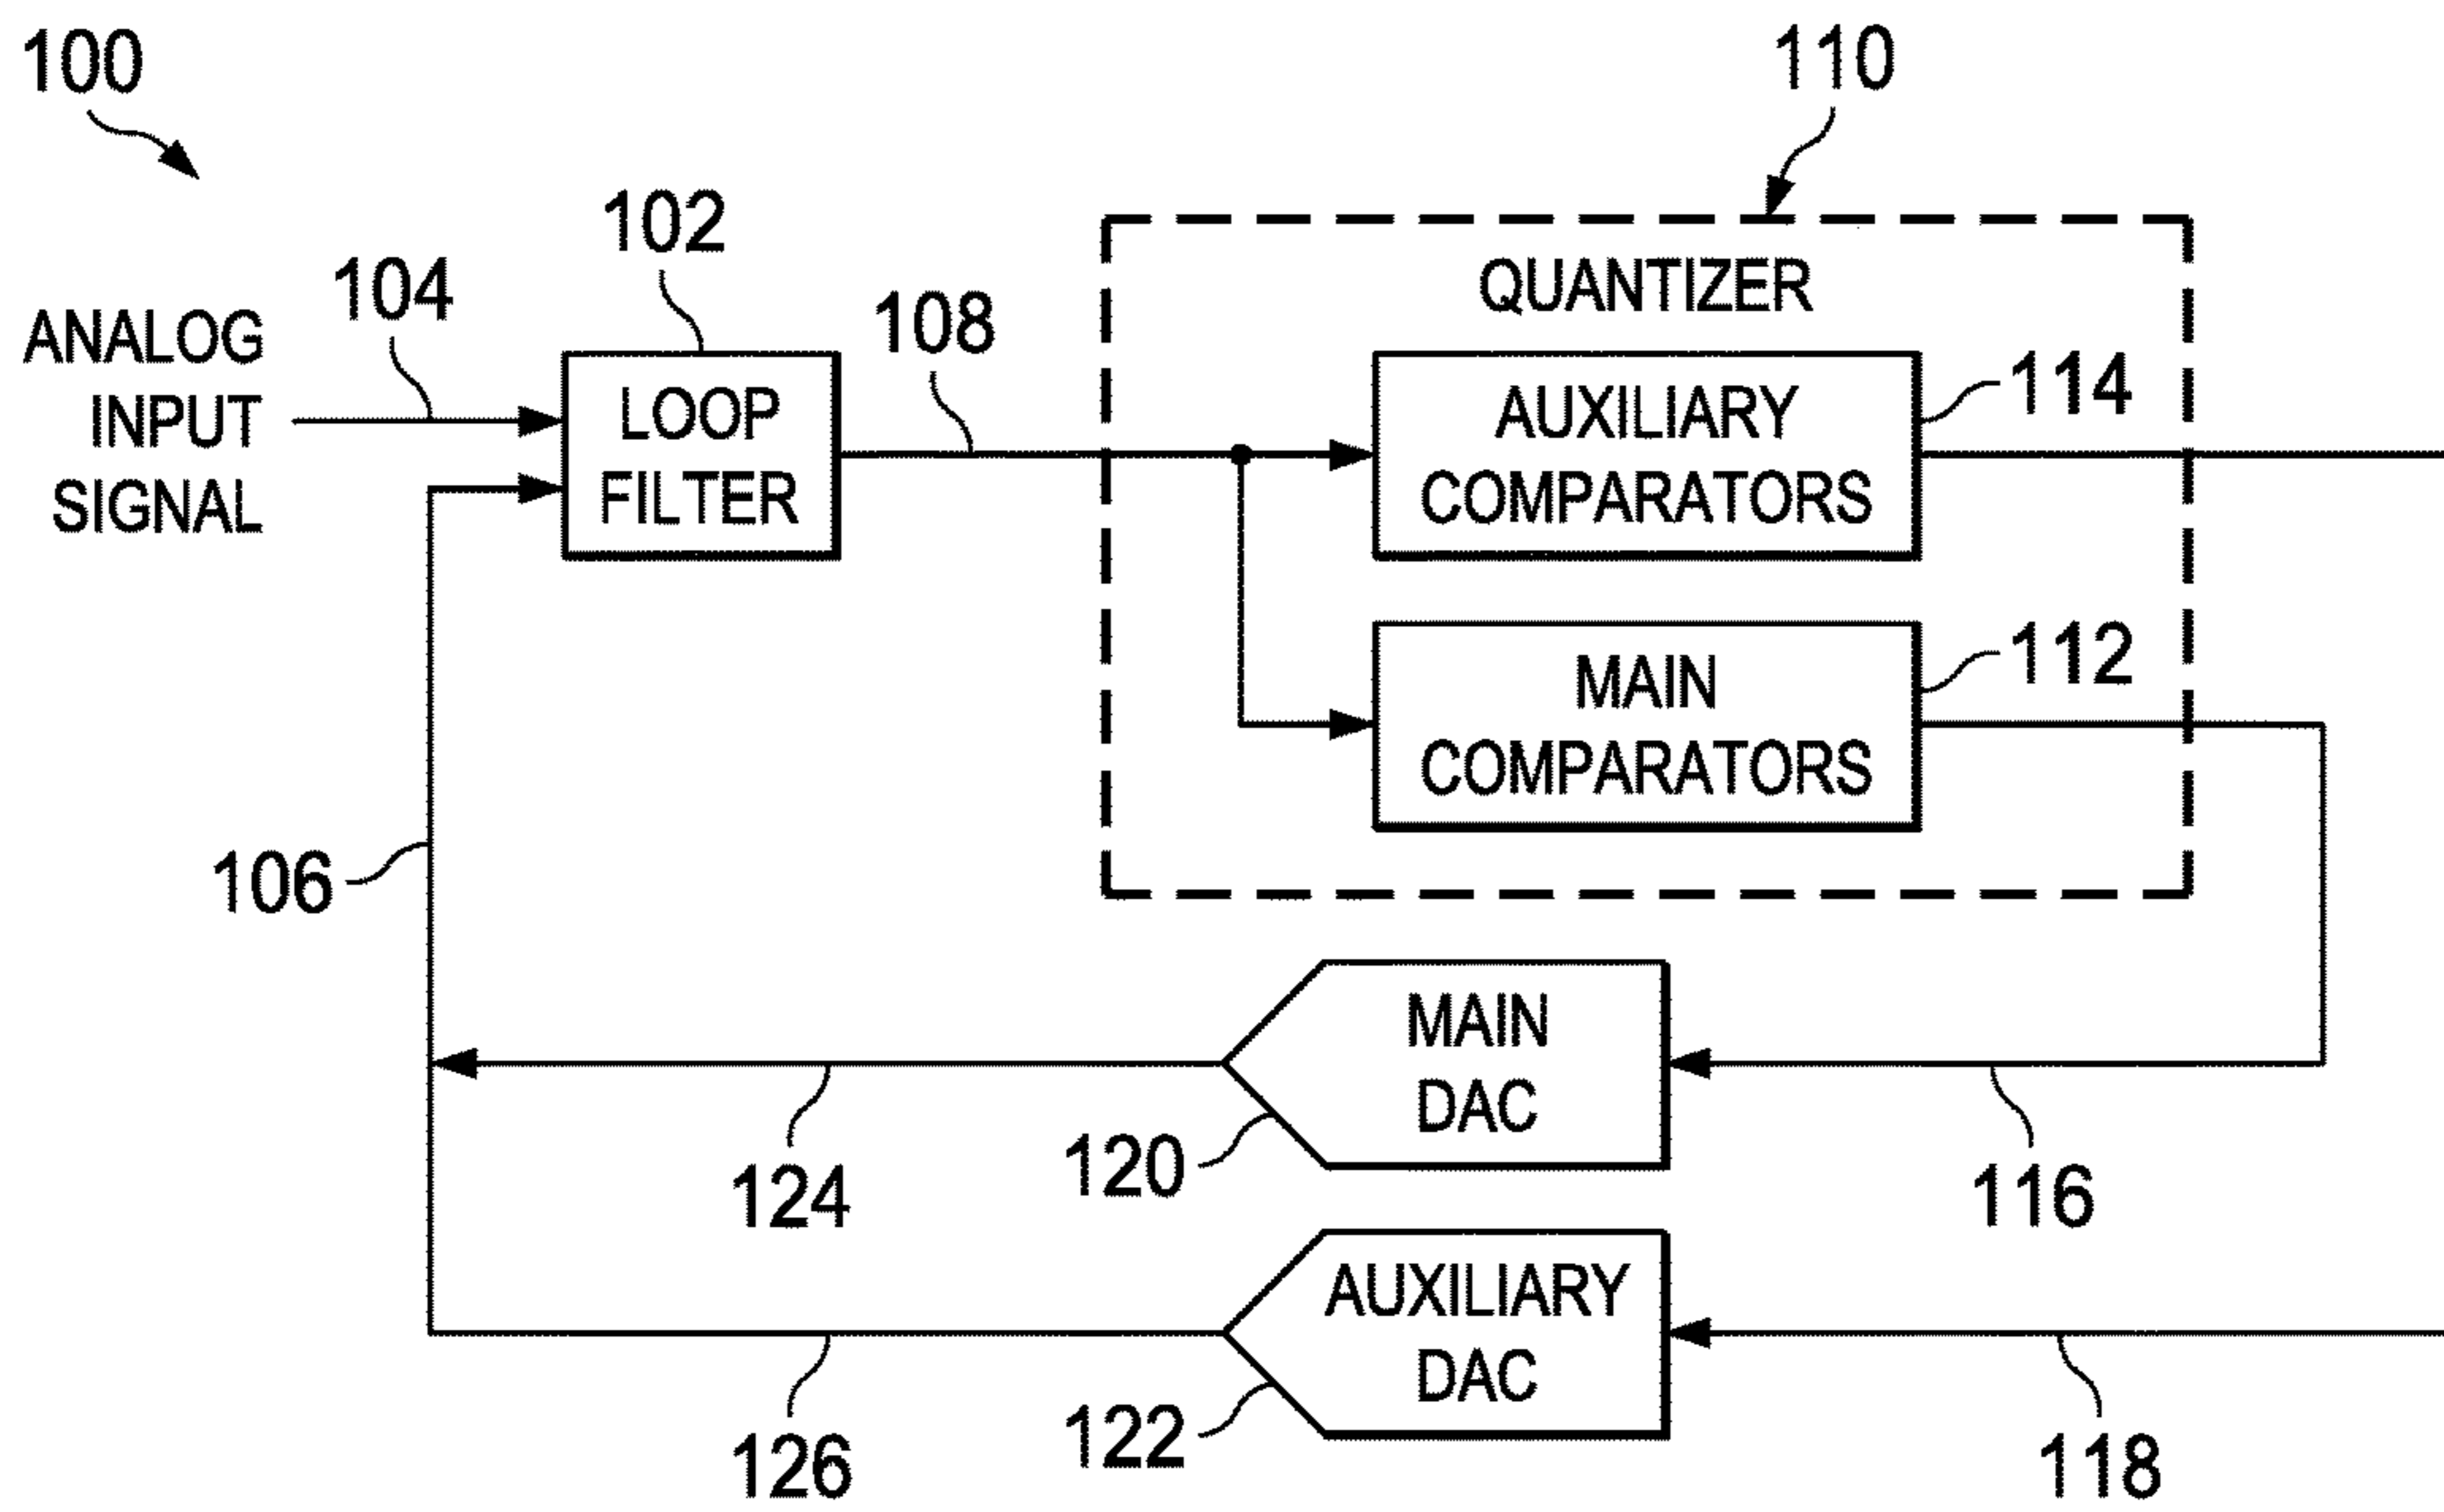 100
110
102
104
108
QUANTIZER
ANALOG
INPUT
SIGNAL
LOOP
FILTER
AUXILIARY
COMPARATORS
114
MAIN
COMPARATORS
112
106
MAIN
DAC
120
124
116
AUXILIARY
DAC
122
126
118